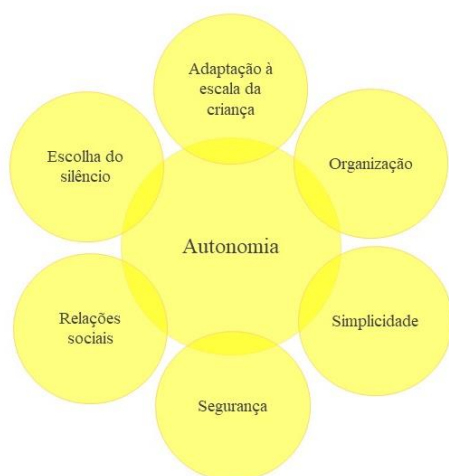 Adaptação à
escala da
criança
Organização
Simplicidade
Segurança
Relações
sociais
Escolha do
silêncio
Autonomia